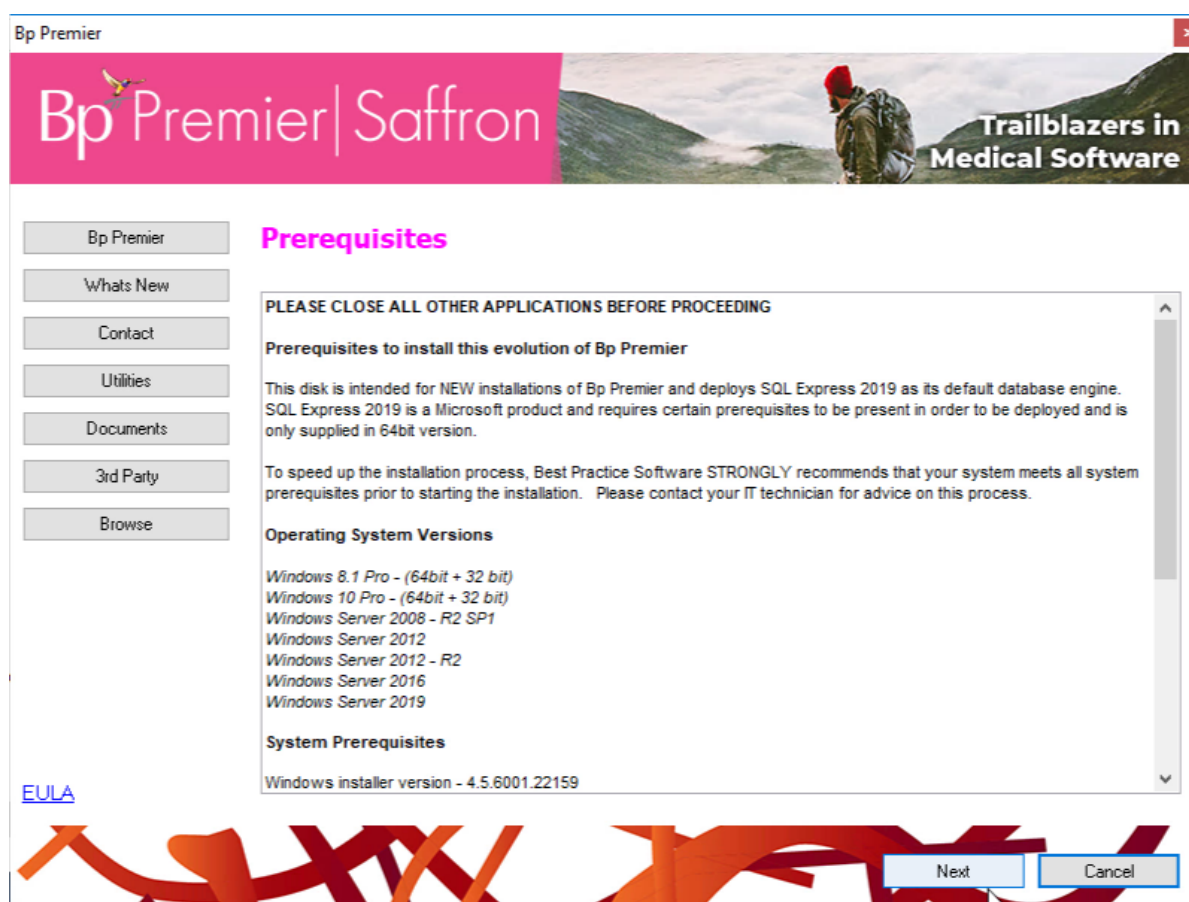 Bp Premier
Bp Premier | Saffron
Trailblazers in
Medical Software
Bp Premier
Whats New
Contact
Utilities
Documents
3rd Party
Browse
EULA
Prerequisites
PLEASE CLOSE ALL OTHER APPLICATIONS BEFORE PROCEEDING
Prerequisites to install this evolution of Bp Premier
This disk is intended for NEW installations of Bp Premier and deploys SQL Express 2019 as its default database engine.
SQL Express 2019 is a Microsoft product and requires certain prerequisites to be present in order to be deployed and is
only supplied in 64bit version.
To speed up the installation process, Best Practice Software STRONGLY recommends that your system meets all system
prerequisites prior to starting the installation.   Please contact your IT technician for advice on this process.
Operating System Versions
Windows 8.1 Pro - (64bit + 32 bit)
Windows 10 Pro - (64bit + 32 bit)
Windows Server 2008 - R2 SP1
Windows Server 2012
Windows Server 2012 - R2
Windows Server 2016
Windows Server 2019
System Prerequisites
Windows installer version - 4.5.6001.22159
Next
Cancel